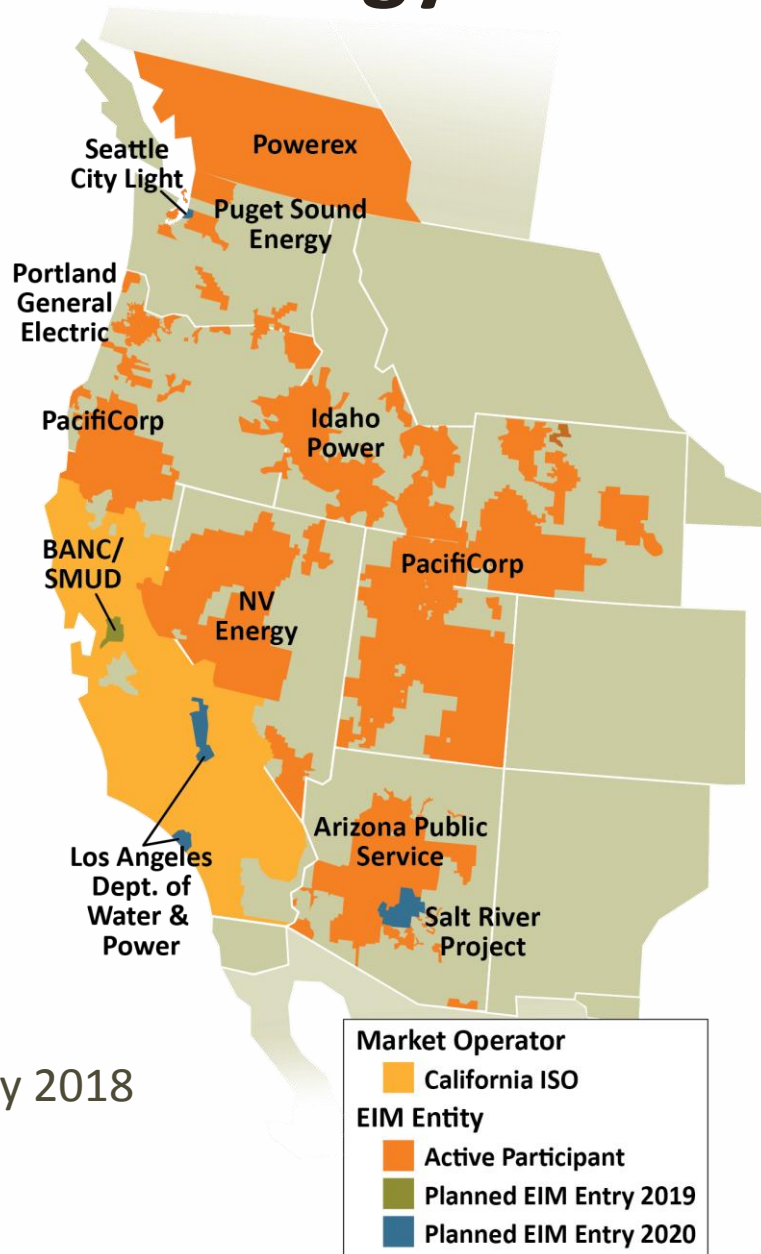 Powerex
Seattle
City Light
Puget Sound
Energy
Portland
General
Electric
PacifiCorp
Idaho
Power
BANC/
SMUD
NV
Energy
PacifiCorp
Los Angeles
Dept. of
Water &
Power
Arizona Public
Service
Salt River
Project
y 2018
Market Operator
California ISO
EIM Entity
Active Participant
Planned EIM Entry 2019
Planned EIM Entry 2020